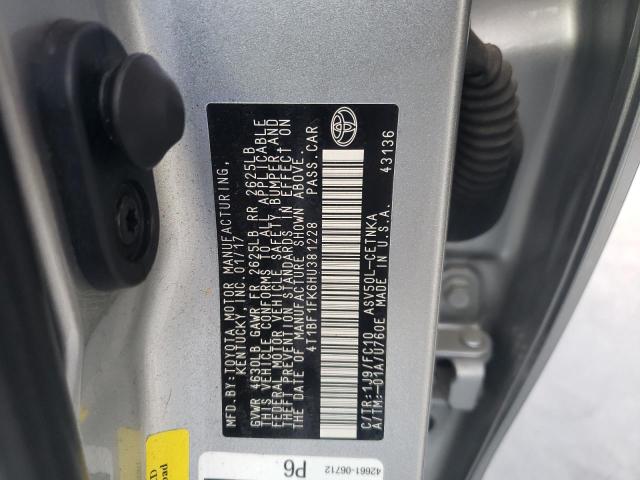 MFD. BY: TOYOTA MOTOR MANUFACTURING,
KENTUCKY, INC. 01/17
GVWR 4630LB GAWR FR 2625LB RR 2625LB
THIS VEHICLE CONFORMS TO ALL APPLICABLE
FEDERAL MOTOR VEHICLE SAFETY, BUMPER, AND
THEFT PREVENTION STANDARDS IN EFFECT ON
THE DATE OF MANUFACTURE SHOWN ABOVE.
4T1BF1FK6HU381228 PASS.CAR
C/TR:1J9/FC10 ASV50L-CETNKA
A/TM:-01A/U760E MADE IN U.S.A.
43136
42661-06712
P6